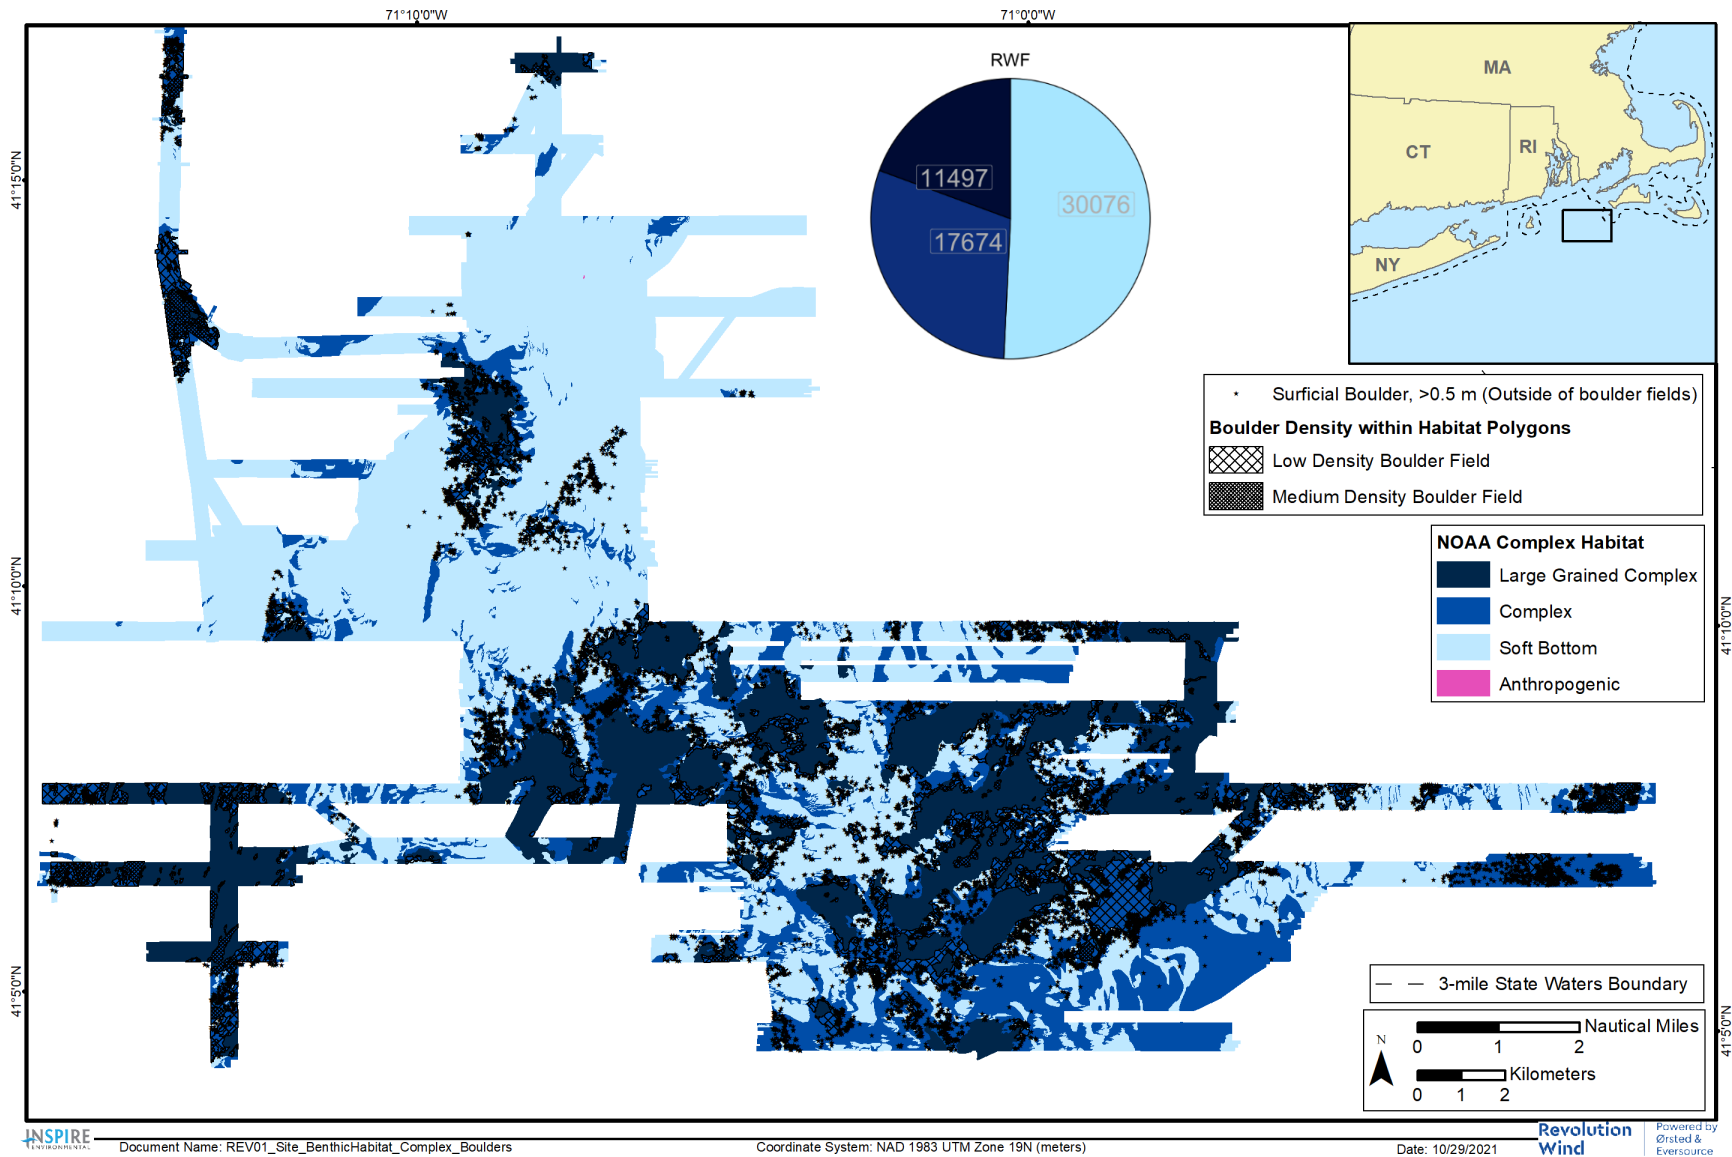 71°10'0"W
71°0'0"W
41°15'0"N
41°10'0"N
41°5'0"N
41°10'0"N
41°5'0"N
RWF
11497
30076
17674
MA
CT
RI
NY
Surficial Boulder, >0.5 m (Outside of boulder fields)
Boulder Density within Habitat Polygons
Low Density Boulder Field
Medium Density Boulder Field
NOAA Complex Habitat
Large Grained Complex
Complex
Soft Bottom
Anthropogenic
3-mile State Waters Boundary
N
Nautical Miles
0 1 2
Kilometers
0 1 2
INSPIRE
ENVIRONMENTAL
Document Name: REV01_Site_BenthicHabitat_Complex_Boulders
Coordinate System: NAD 1983 UTM Zone 19N (meters)
Date: 10/29/2021
Revolution
Wind
Powered by
Ørsted &
Eversource